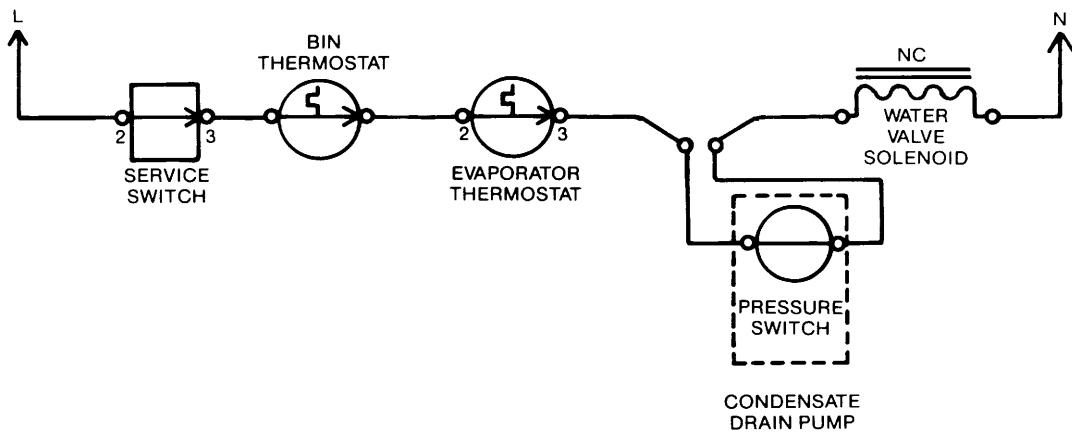 L
N
BIN
THERMOSTAT
NC
2
3
2
3
WATER
VALVE
SOLENOID
SERVICE
SWITCH
EVAPORATOR
THERMOSTAT
PRESSURE
SWITCH
CONDENSATE
DRAIN PUMP